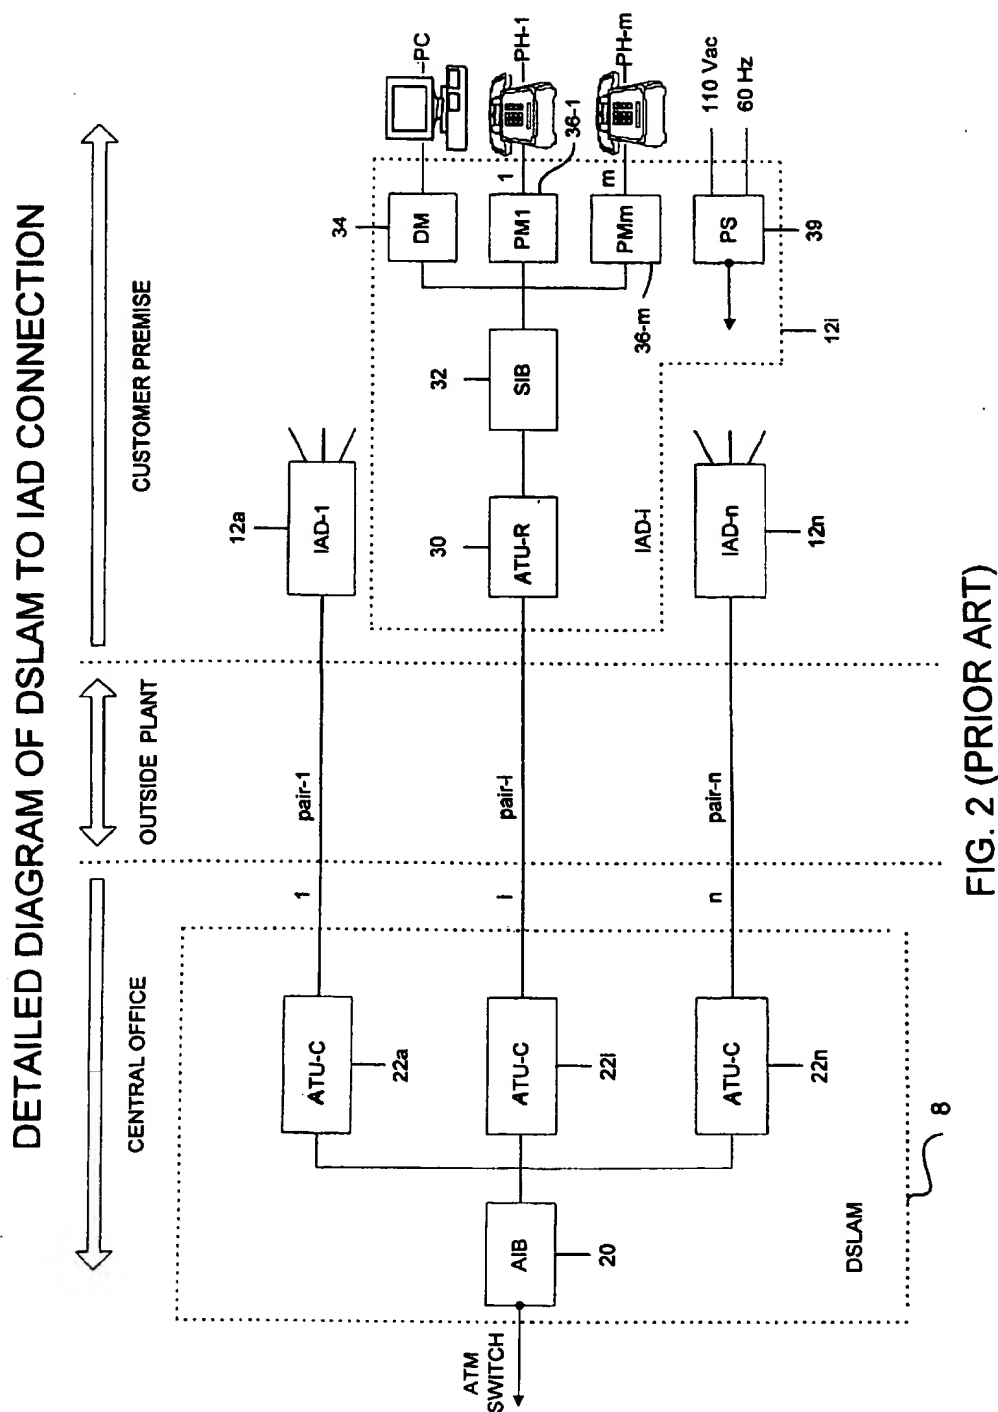 DETAILED DIAGRAM OF DSLAM TO IAD CONNECTION
CENTRAL OFFICE
OUTSIDE PLANT
CUSTOMER PREMISE
ATM
SWITCH
AIB
20
DSLAM
8
ATU-C
22a
ATU-C
22i
ATU-C
22n
1
pair-1
i
pair-i
n
pair-n
IAD-1
12a
ATU-R
30
SIB
32
IAD-i
DM
34
PM1
36-1
1
PMm
36-m
m
PS
39
12i
IAD-n
12n
PC
PH-1
PH-m
110 Vac
60 Hz
FIG. 2 (PRIOR ART)